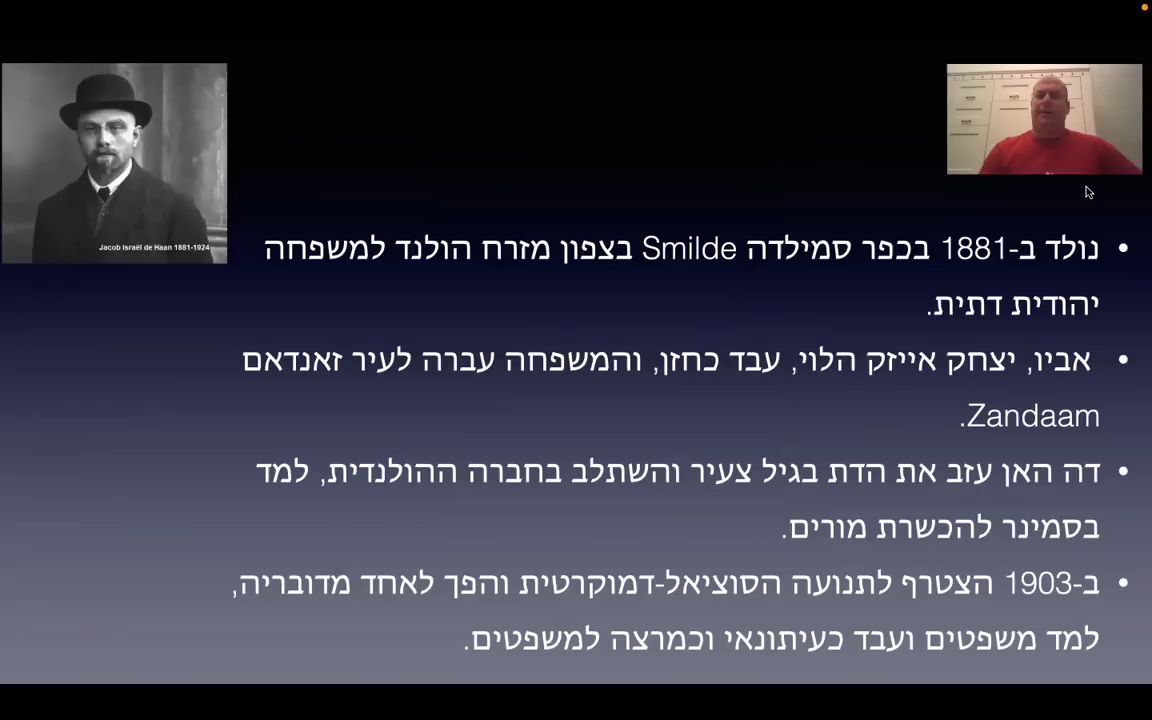 Jacob Israël de Haan 1881-1924
• נולד ב-1881 בכפר סמילדה Smilde בצפון מזרח הולנד למשפחה
יהודית דתית.
• אביו, יצחק אייזק הלוי, עבד כחזן, והמשפחה עברה לעיר זאנדאם
Zandaam.
• דה האן עזב את הדת בגיל צעיר והשתלב בחברה ההולנדית, למד
בסמינר להכשרת מורים.
• ב-1903 הצטרף לתנועה הסוציאל-דמוקרטית והפך לאחד מדובריה,
למד משפטים ועבד כעיתונאי וכמרצה למשפטים.